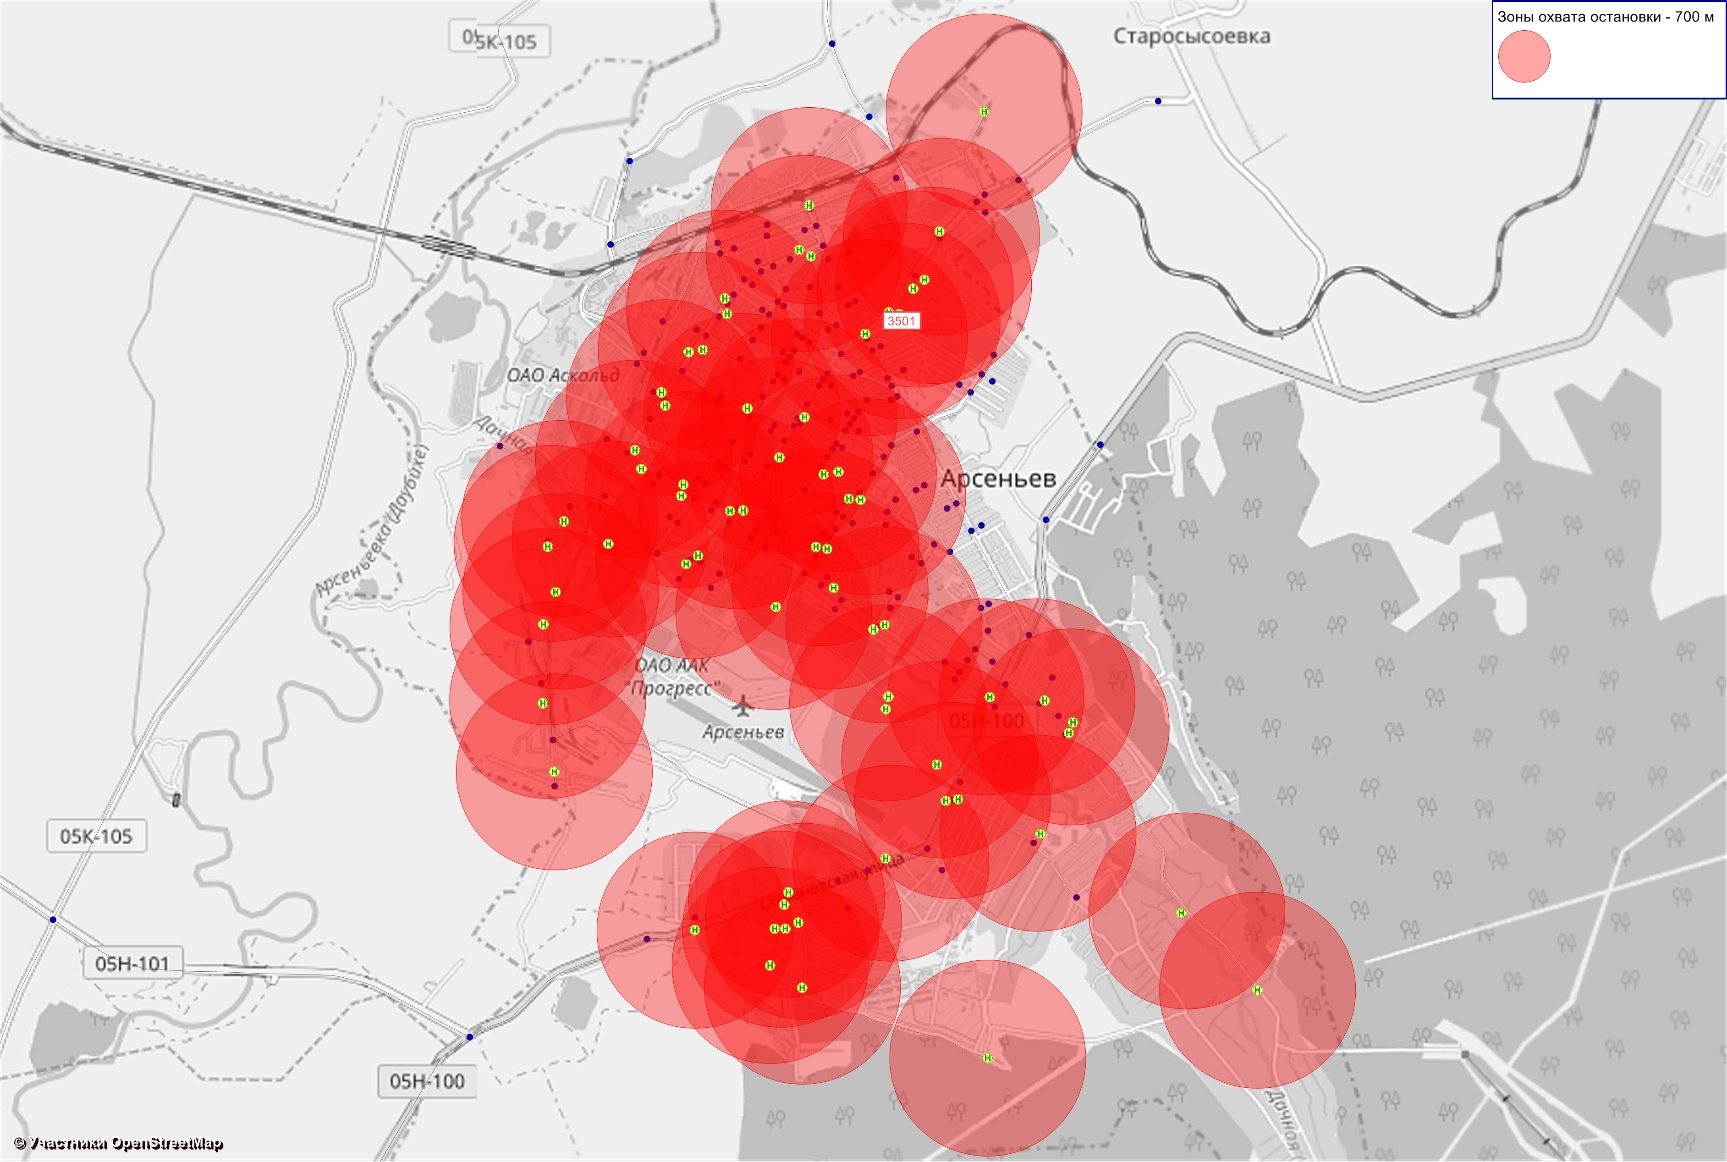 Зоны охвата остановки - 700 м
05К-105
Старосысоевка
3501
ОАО Аскольд
Дачная
Арсеньев
Арсеньевка (Даубихе)
ОАО ААК
"Прогресс"
Арсеньев
05Н-100
05К-105
улица
05Н-101
05Н-100
Дачная
© Участники OpenStreetMap